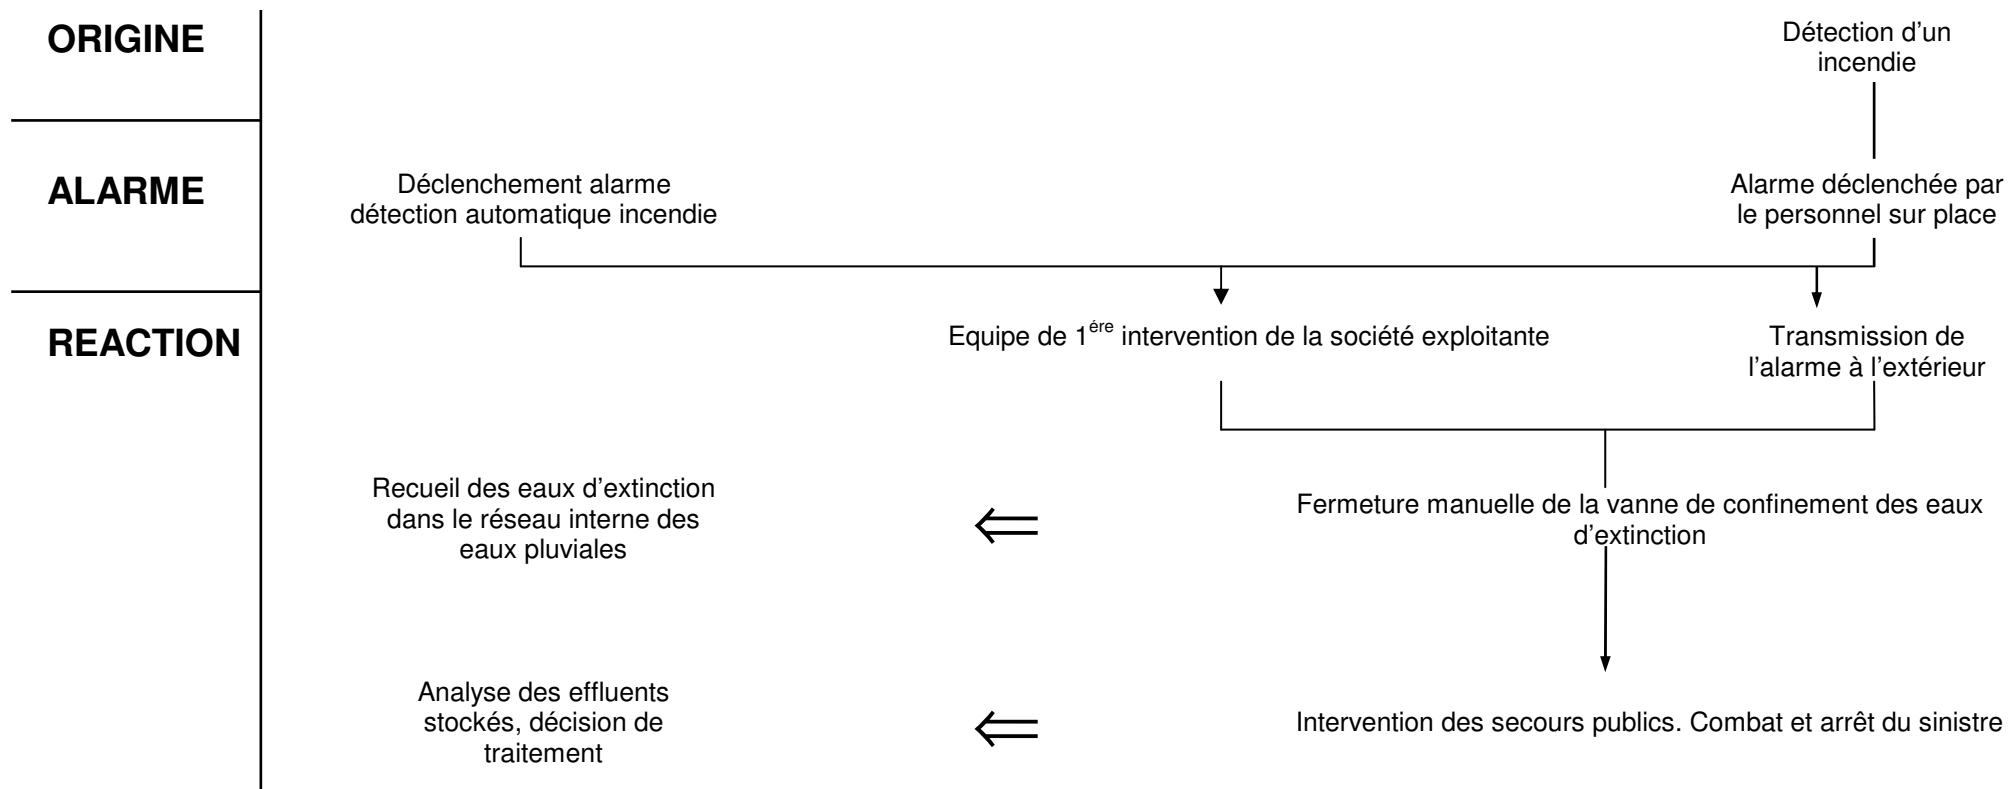 ORIGINE
Détection d'un
incendie
ALARME
Déclenchement alarme
détection automatique incendie
Alarme déclenchée par
le personnel sur place
REACTION
Equipe de 1ére intervention de la société exploitante
Transmission de
l'alarme à l'extérieur
Recueil des eaux d'extinction
dans le réseau interne des
eaux pluviales
⇐
Fermeture manuelle de la vanne de confinement des eaux
d'extinction
Analyse des effluents
stockés, décision de
traitement
⇐
Intervention des secours publics. Combat et arrêt du sinistre